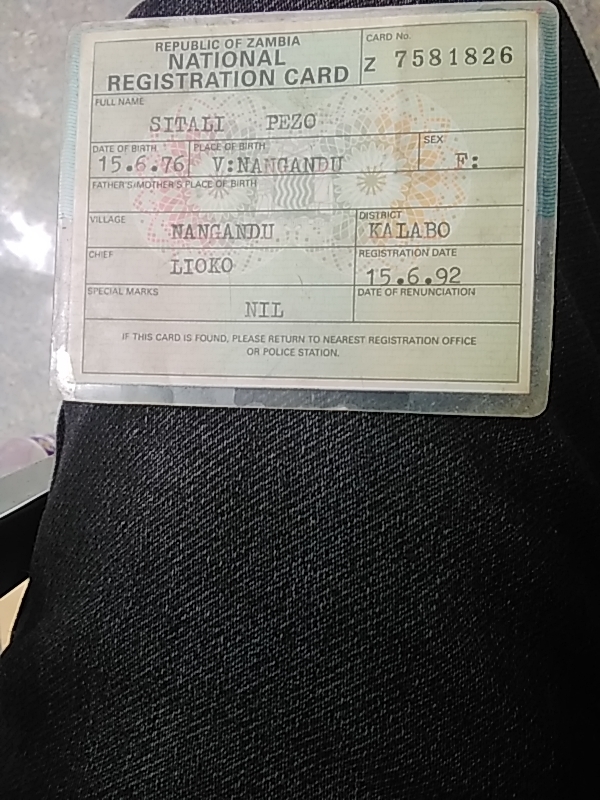 REPUBLIC OF ZAMBIA
NATIONAL
REGISTRATION CARD
CARD No.
Z 7581826
FULL NAME
SITALI PEZO
DATE OF BIRTH PLACE OF BIRTH SEX
15.6.76 V:NANGANDU F:
FATHER'S/MOTHER'S PLACE OF BIRTH
VILLAGE DISTRICT
NANGANDU KALABO
CHIEF REGISTRATION DATE
LIOKO 15.6.92
SPECIAL MARKS DATE OF RENUNCIATION
NIL
IF THIS CARD IS FOUND, PLEASE RETURN TO NEAREST REGISTRATION OFFICE
OR POLICE STATION.